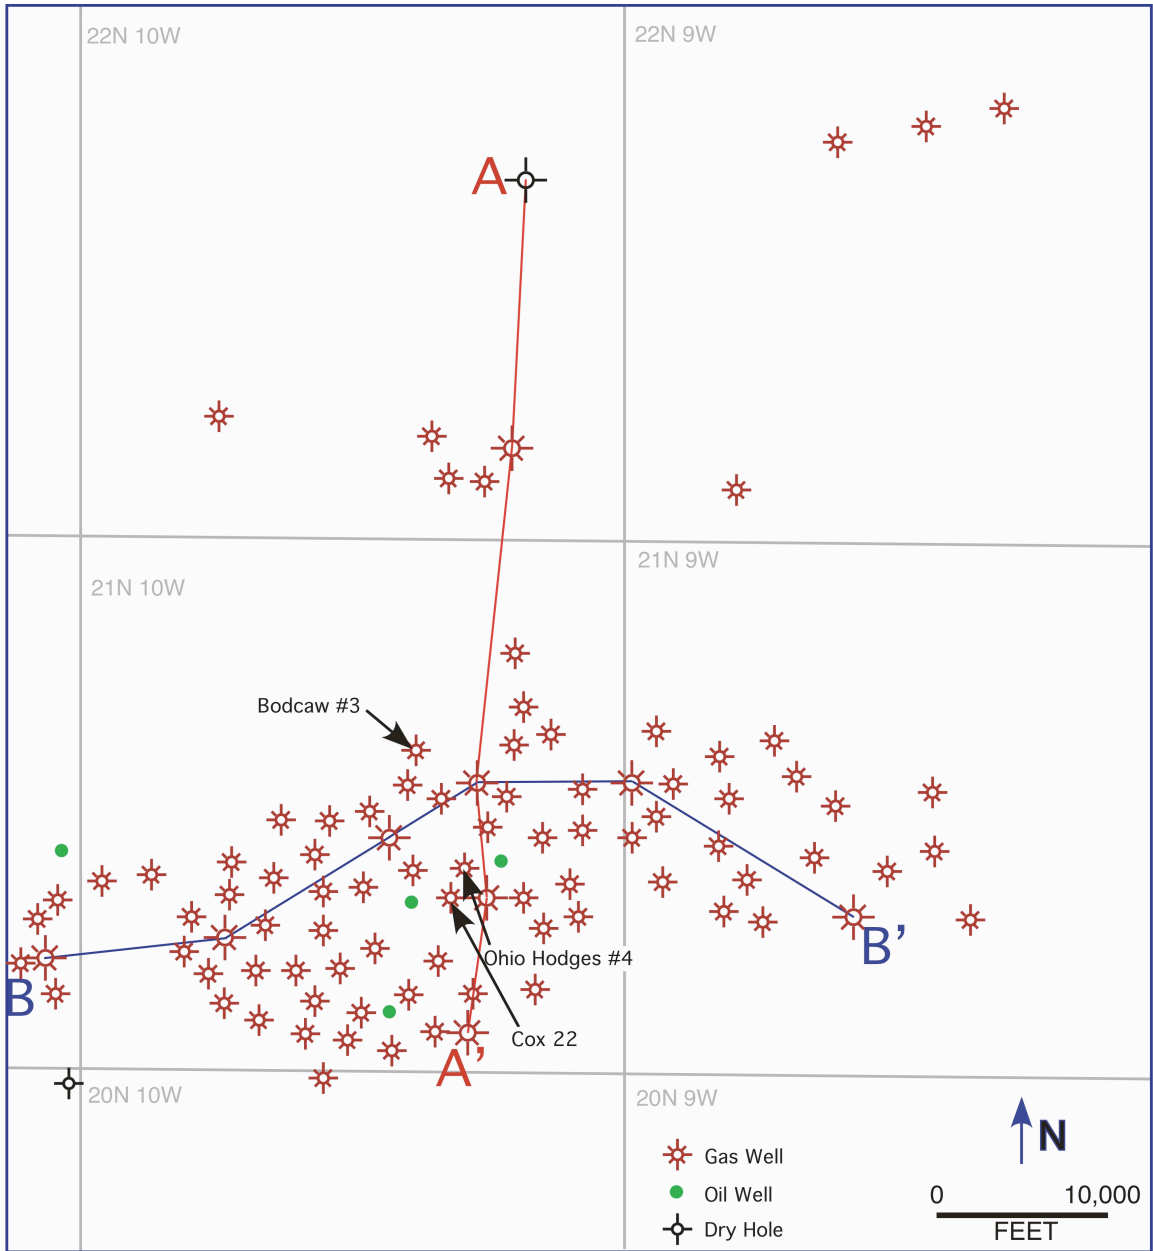 22N 10W
22N 9W
A
21N 9W
21N 10W
Bodcaw #3
B’
Ohio Hodges #4
B
Cox 22
A’
20N 10W
20N 9W
N
Gas Well
Oil Well
0 10,000
Dry Hole
FEET